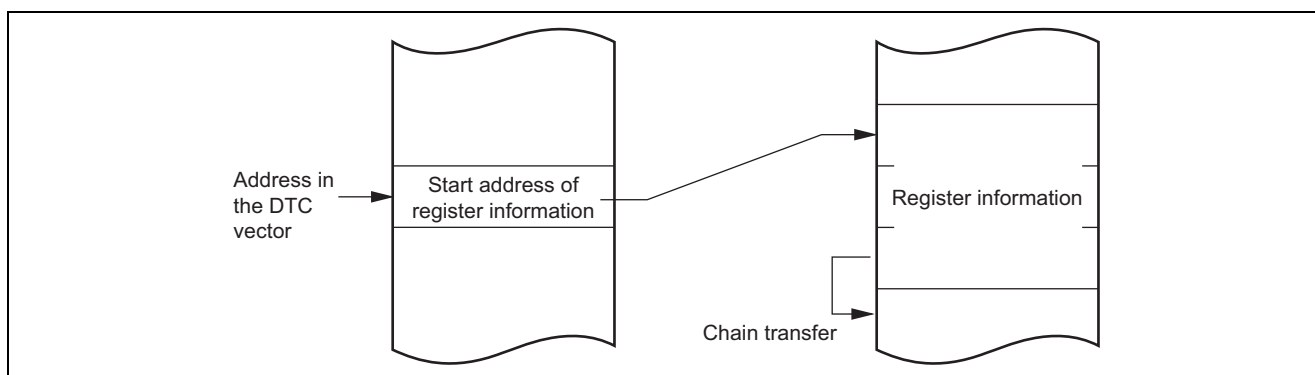 Address in
the DTC
vector
Start address of
register information
Register information
Chain transfer